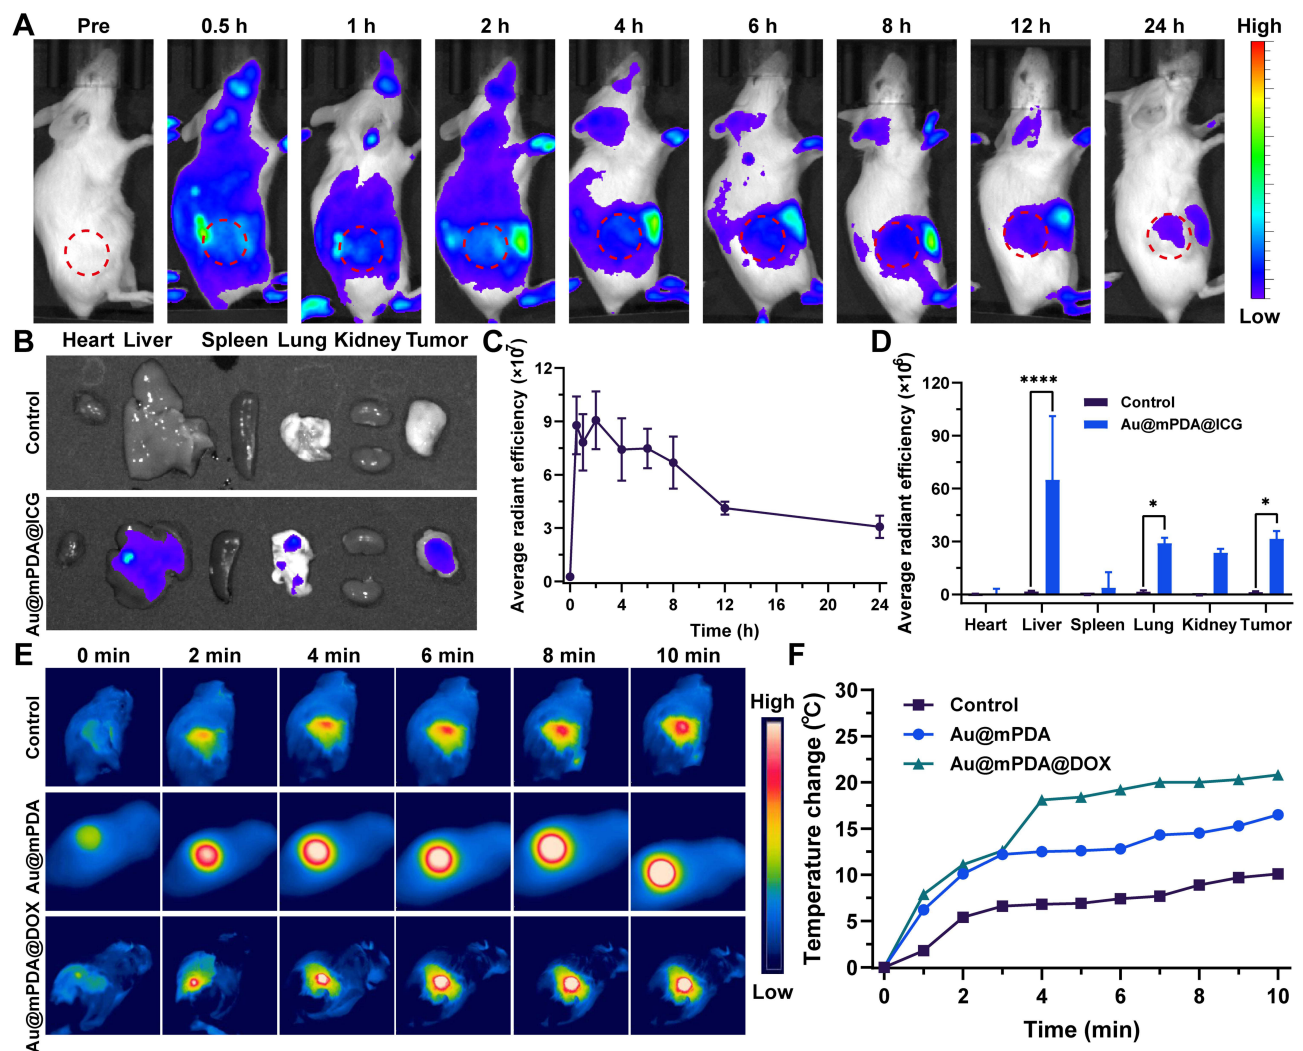 A
Pre 0.5 h 1 h 2 h 4 h 6 h 8 h 12 h 24 h High
Low
B
Heart Liver Spleen Lung Kidney Tumor
Control
Au@mPDA@ICG
C
Average radiant efficiency (×10⁷)
12
9
6
3
0
0 4 8 12 16 20 24
Time (h)
D
Average radiant efficiency (×10⁶)
120
90
60
30
0
**** * *
Control
Au@mPDA@ICG
Heart Liver Spleen Lung Kidney Tumor
E
0 min 2 min 4 min 6 min 8 min 10 min
Control
Au@mPDA
Au@mPDA@DOX
High
Low
F
Temperature change (℃)
30
25
20
15
10
5
0
Control
Au@mPDA
Au@mPDA@DOX
0 2 4 6 8 10
Time (min)